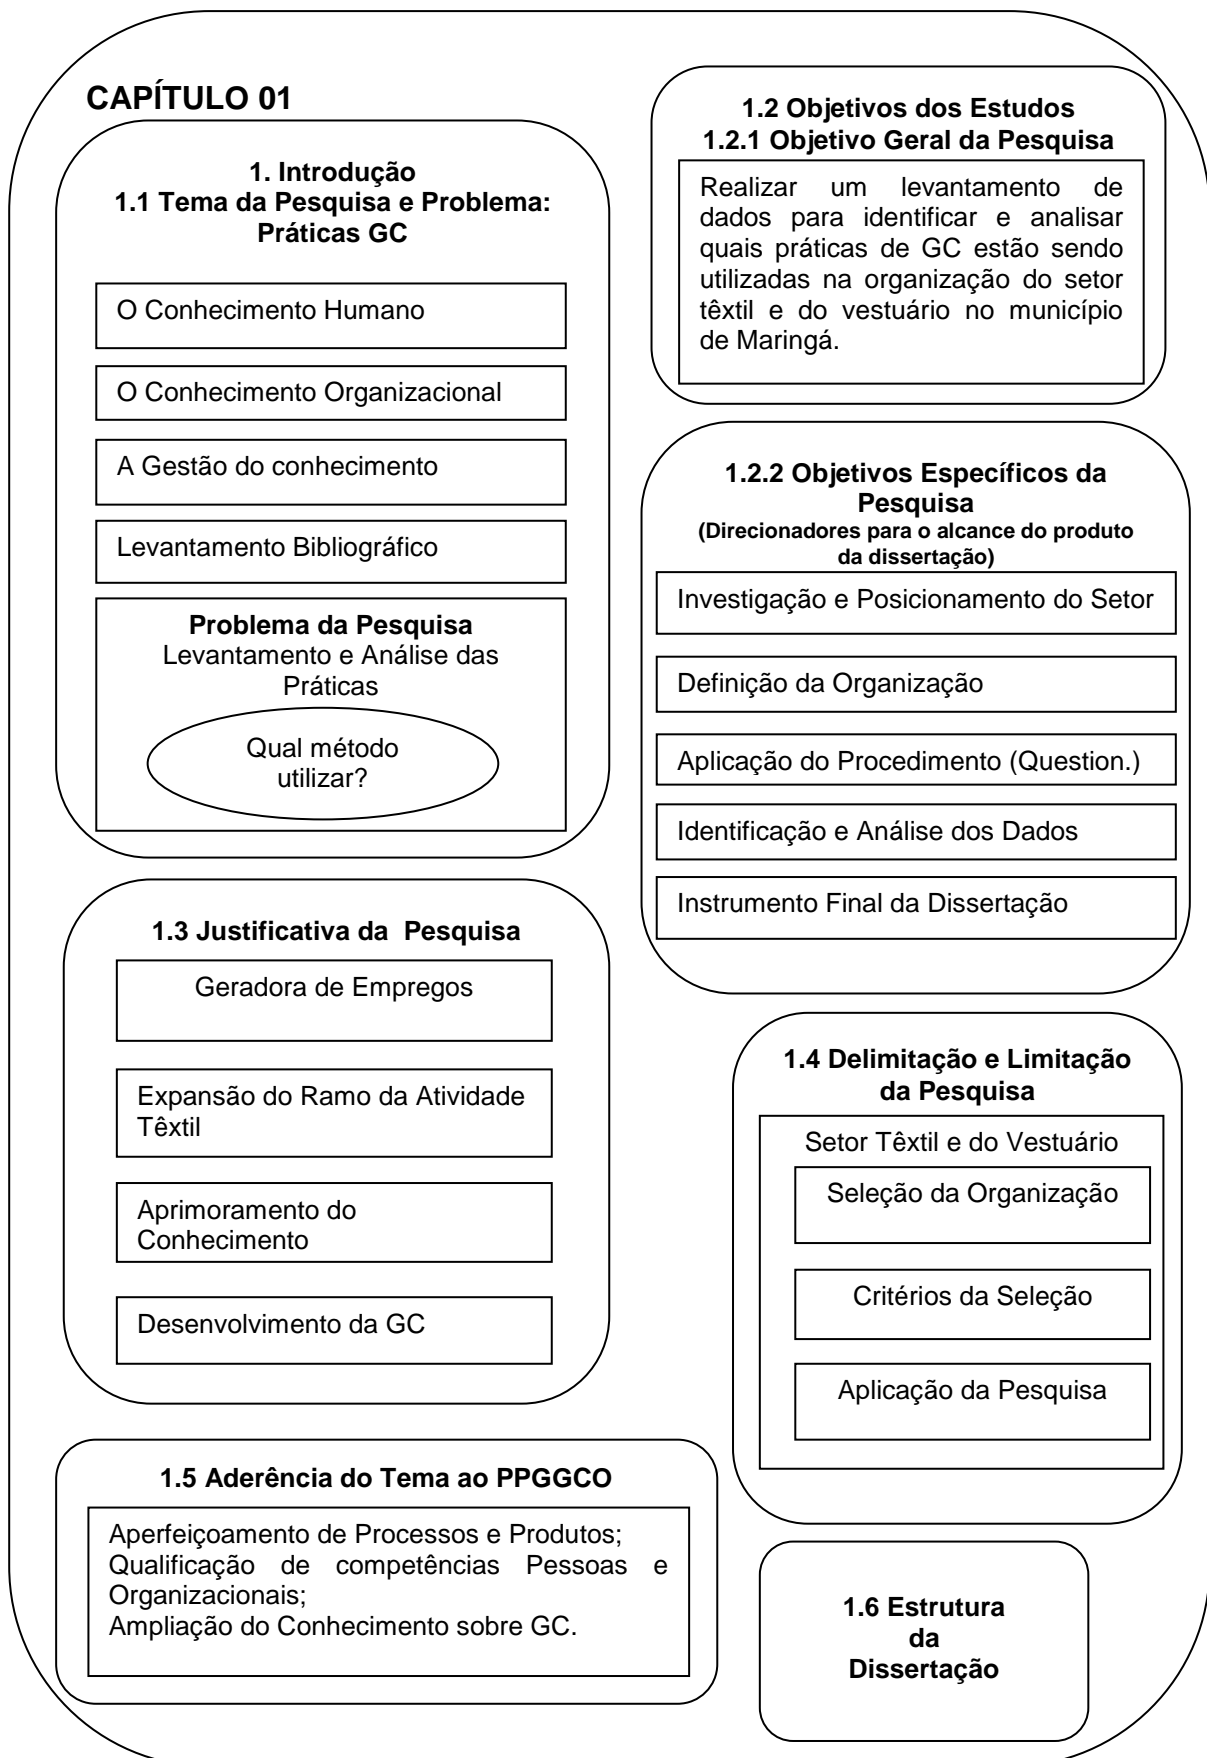 CAPÍTULO 01
1. Introdução
1.1 Tema da Pesquisa e Problema:
Práticas GC
O Conhecimento Humano
O Conhecimento Organizacional
A Gestão do conhecimento
Levantamento Bibliográfico
Problema da Pesquisa
Levantamento e Análise das
Práticas
Qual método
utilizar?
1.2 Objetivos dos Estudos
1.2.1 Objetivo Geral da Pesquisa
Realizar um levantamento de
dados para identificar e analisar
quais práticas de GC estão sendo
utilizadas na organização do setor
têxtil e do vestuário no município
de Maringá.
1.2.2 Objetivos Específicos da
Pesquisa
(Direcionadores para o alcance do produto
da dissertação)
Investigação e Posicionamento do Setor
Definição da Organização
Aplicação do Procedimento (Question.)
Identificação e Análise dos Dados
Instrumento Final da Dissertação
1.3 Justificativa da Pesquisa
Geradora de Empregos
Expansão do Ramo da Atividade
Têxtil
Aprimoramento do
Conhecimento
Desenvolvimento da GC
1.4 Delimitação e Limitação
da Pesquisa
Setor Têxtil e do Vestuário
Seleção da Organização
Critérios da Seleção
Aplicação da Pesquisa
1.5 Aderência do Tema ao PPGGCO
Aperfeiçoamento de Processos e Produtos;
Qualificação de competências Pessoas e
Organizacionais;
Ampliação do Conhecimento sobre GC.
1.6 Estrutura
da
Dissertação